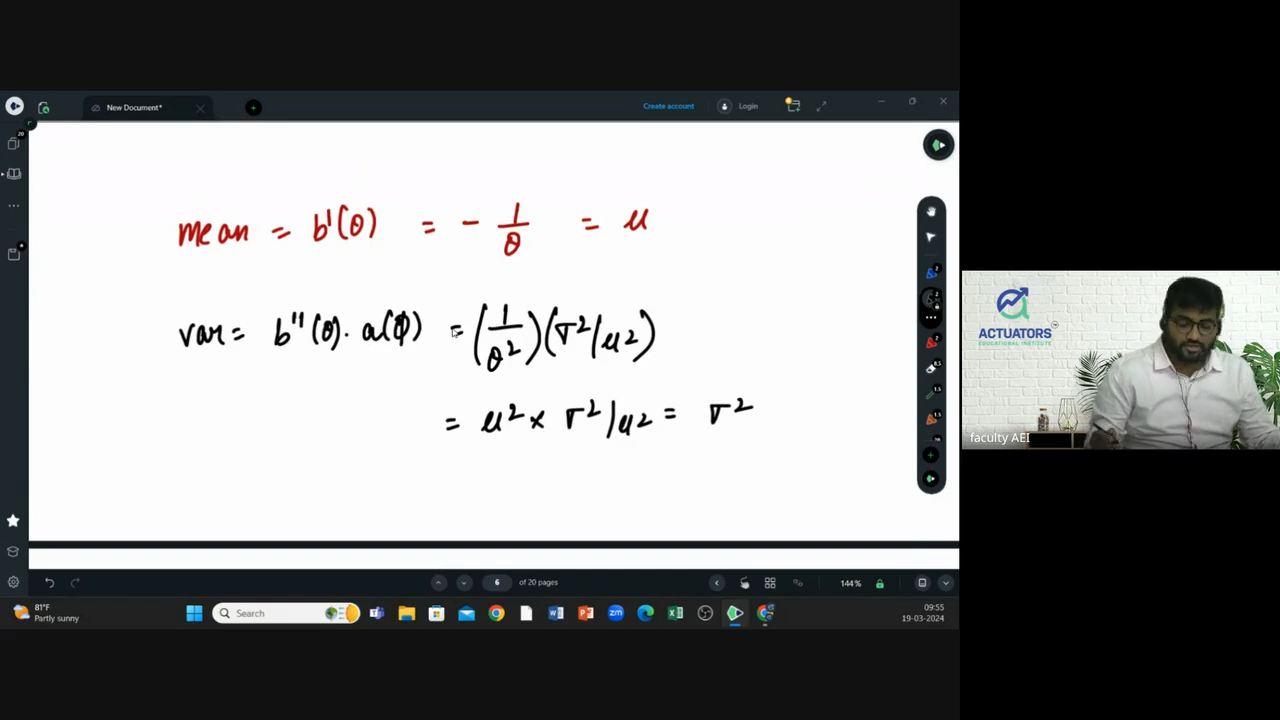 New Document*
Create account
Login
20
mean = b'(θ) = - 1/θ = μ
var = b''(θ). a(φ) = (1/θ²)(σ²/μ²)
= μ² × σ²/μ² = σ²
ACTUATORS
EDUCATIONAL INSTITUTE
faculty AEI
6 of 20 pages
144%
81°F
Partly sunny
Search
09:55
19-03-2024